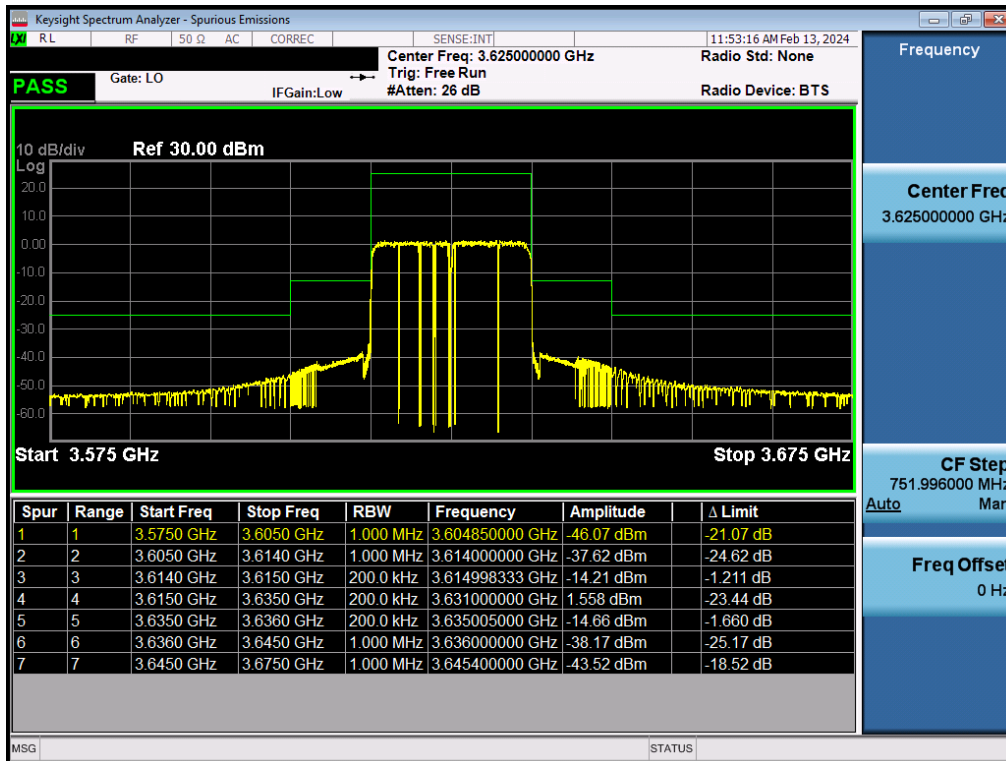 Keysight Spectrum Analyzer - Spurious Emissions
LXI RL RF 50 Ω AC CORREC SENSE:INT 11:53:16 AM Feb 13, 2024
Center Freq: 3.625000000 GHz Radio Std: None
PASS Gate: LO Trig: Free Run
IFGain:Low #Atten: 26 dB Radio Device: BTS
10 dB/div Ref 30.00 dBm
Log
20.0
10.0
0.00
-10.0
-20.0
-30.0
-40.0
-50.0
-60.0
Start 3.575 GHz Stop 3.675 GHz
Spur Range Start Freq Stop Freq RBW Frequency Amplitude Δ Limit
1 1 3.5750 GHz 3.6050 GHz 1.000 MHz 3.604850000 GHz -46.07 dBm -21.07 dB
2 2 3.6050 GHz 3.6140 GHz 1.000 MHz 3.614000000 GHz -37.62 dBm -24.62 dB
3 3 3.6140 GHz 3.6150 GHz 200.0 kHz 3.614998333 GHz -14.21 dBm -1.211 dB
4 4 3.6150 GHz 3.6350 GHz 200.0 kHz 3.631000000 GHz 1.558 dBm -23.44 dB
5 5 3.6350 GHz 3.6360 GHz 200.0 kHz 3.635005000 GHz -14.66 dBm -1.660 dB
6 6 3.6360 GHz 3.6450 GHz 1.000 MHz 3.636000000 GHz -38.17 dBm -25.17 dB
7 7 3.6450 GHz 3.6750 GHz 1.000 MHz 3.645400000 GHz -43.52 dBm -18.52 dB
MSG STATUS
Frequency
Center Freq
3.625000000 GHz
CF Step
751.996000 MHz
Auto Man
Freq Offset
0 Hz